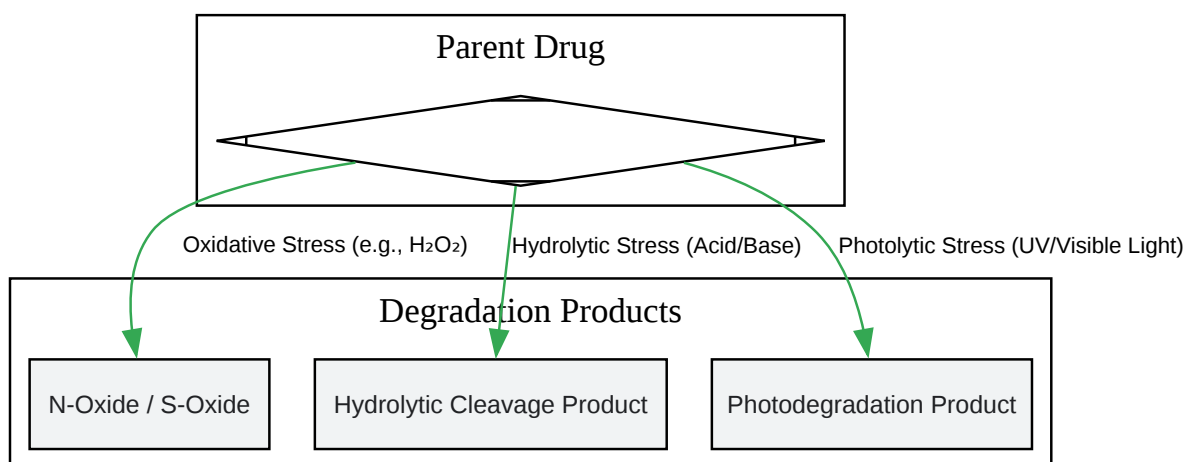 Parent Drug
Oxidative Stress (e.g., H₂O₂)
Hydrolytic Stress (Acid/Base)
Photolytic Stress (UV/Visible Light)
Degradation Products
N-Oxide / S-Oxide
Hydrolytic Cleavage Product
Photodegradation Product